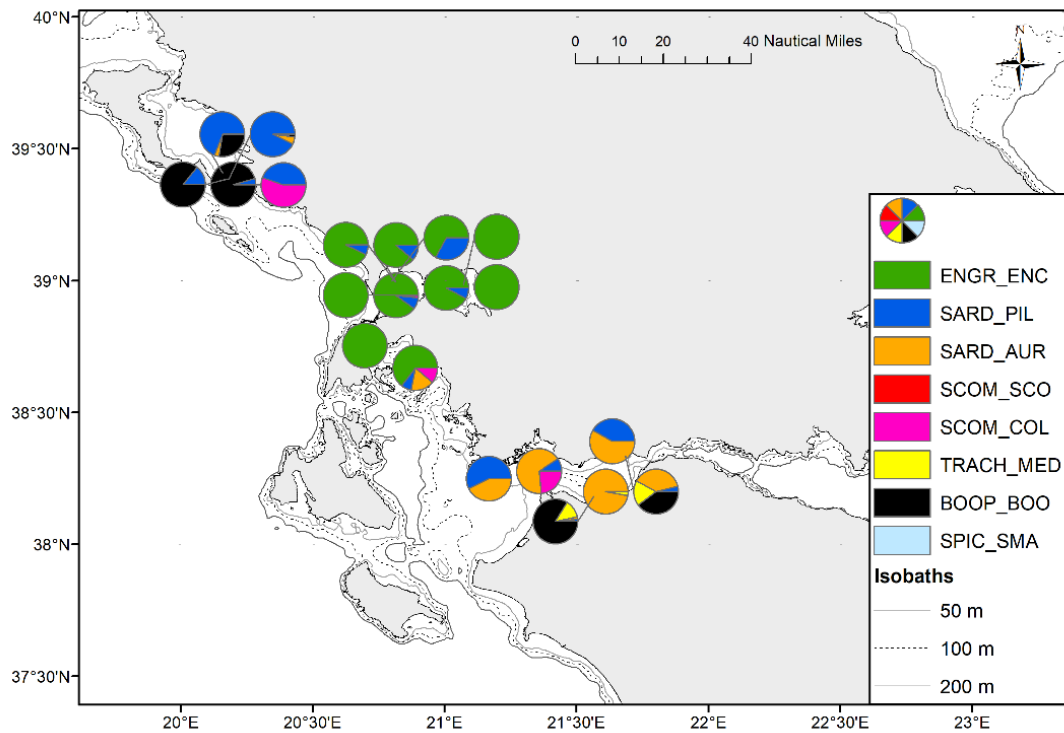 40°N
0 10 20 40 Nautical Miles
N
39°30'N
39°N
38°30'N
38°N
37°30'N
ENGR_ENC
SARD_PIL
SARD_AUR
SCOM_SCO
SCOM_COL
TRACH_MED
BOOP_BOO
SPIC_SMA
Isobaths
50 m
100 m
200 m
20°E 20°30'E 21°E 21°30'E 22°E 22°30'E 23°E